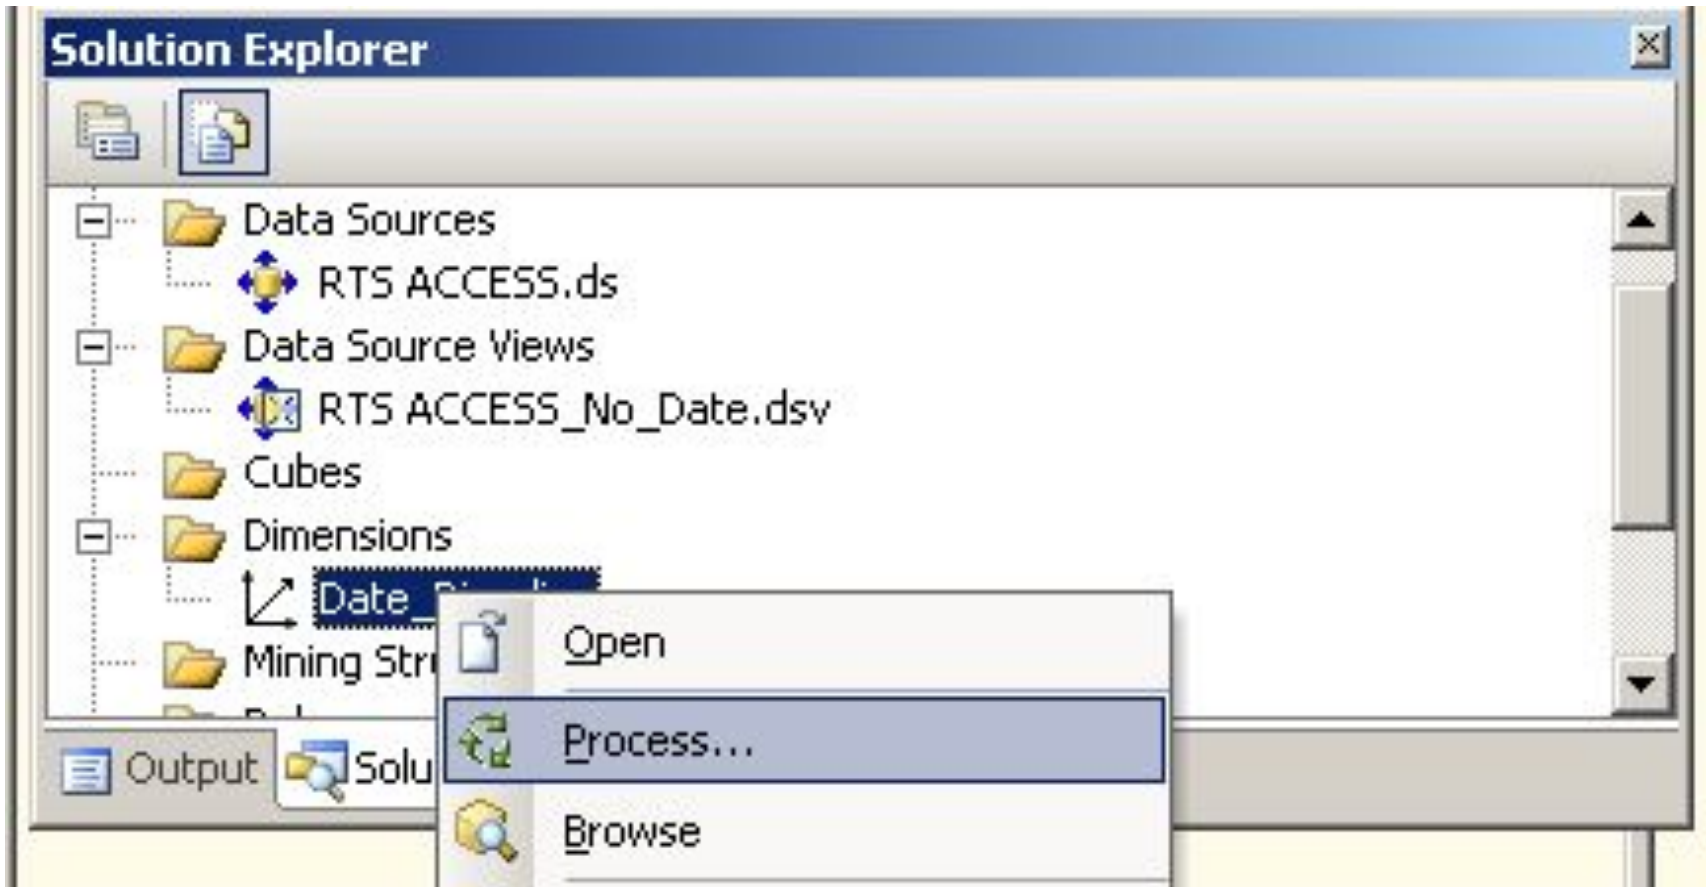 Solution Explorer
Data Sources
RTS ACCESS.ds
Data Source Views
RTS ACCESS_No_Date.dsv
Cubes
Dimensions
Date_
Mining
Open
Process...
Output
Browse